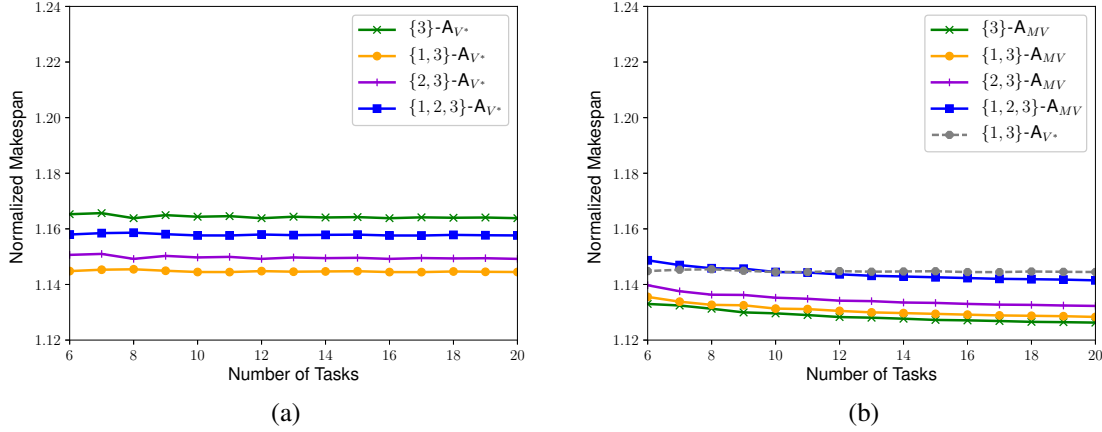 1.24
1.22
1.20
1.18
1.16
1.14
1.12
Normalized Makespan
6
8
10
12
14
16
18
20
Number of Tasks
{3}-A_{V*}
{1, 3}-A_{V*}
{2, 3}-A_{V*}
{1, 2, 3}-A_{V*}
(a)
1.24
1.22
1.20
1.18
1.16
1.14
1.12
Normalized Makespan
6
8
10
12
14
16
18
20
Number of Tasks
{3}-A_{MV}
{1, 3}-A_{MV}
{2, 3}-A_{MV}
{1, 2, 3}-A_{MV}
{1, 3}-A_{V*}
(b)